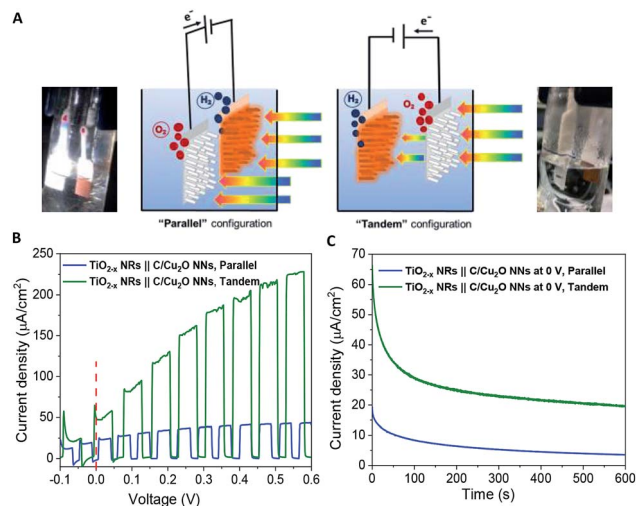 A
e-
e-
O₂
H₂
H₂
O₂
"Parallel" configuration
"Tandem" configuration
B
C
TiO₂₋ₓ NRs || C/Cu₂O NNs, Parallel
TiO₂₋ₓ NRs || C/Cu₂O NNs, Tandem
Current density (µA/cm²)
250
200
150
100
50
0
-0.1 0.0 0.1 0.2 0.3 0.4 0.5 0.6
Voltage (V)
TiO₂₋ₓ NRs || C/Cu₂O NNs at 0 V, Parallel
TiO₂₋ₓ NRs || C/Cu₂O NNs at 0 V, Tandem
Current density (µA/cm²)
70
60
50
40
30
20
10
0
0 100 200 300 400 500 600
Time (s)